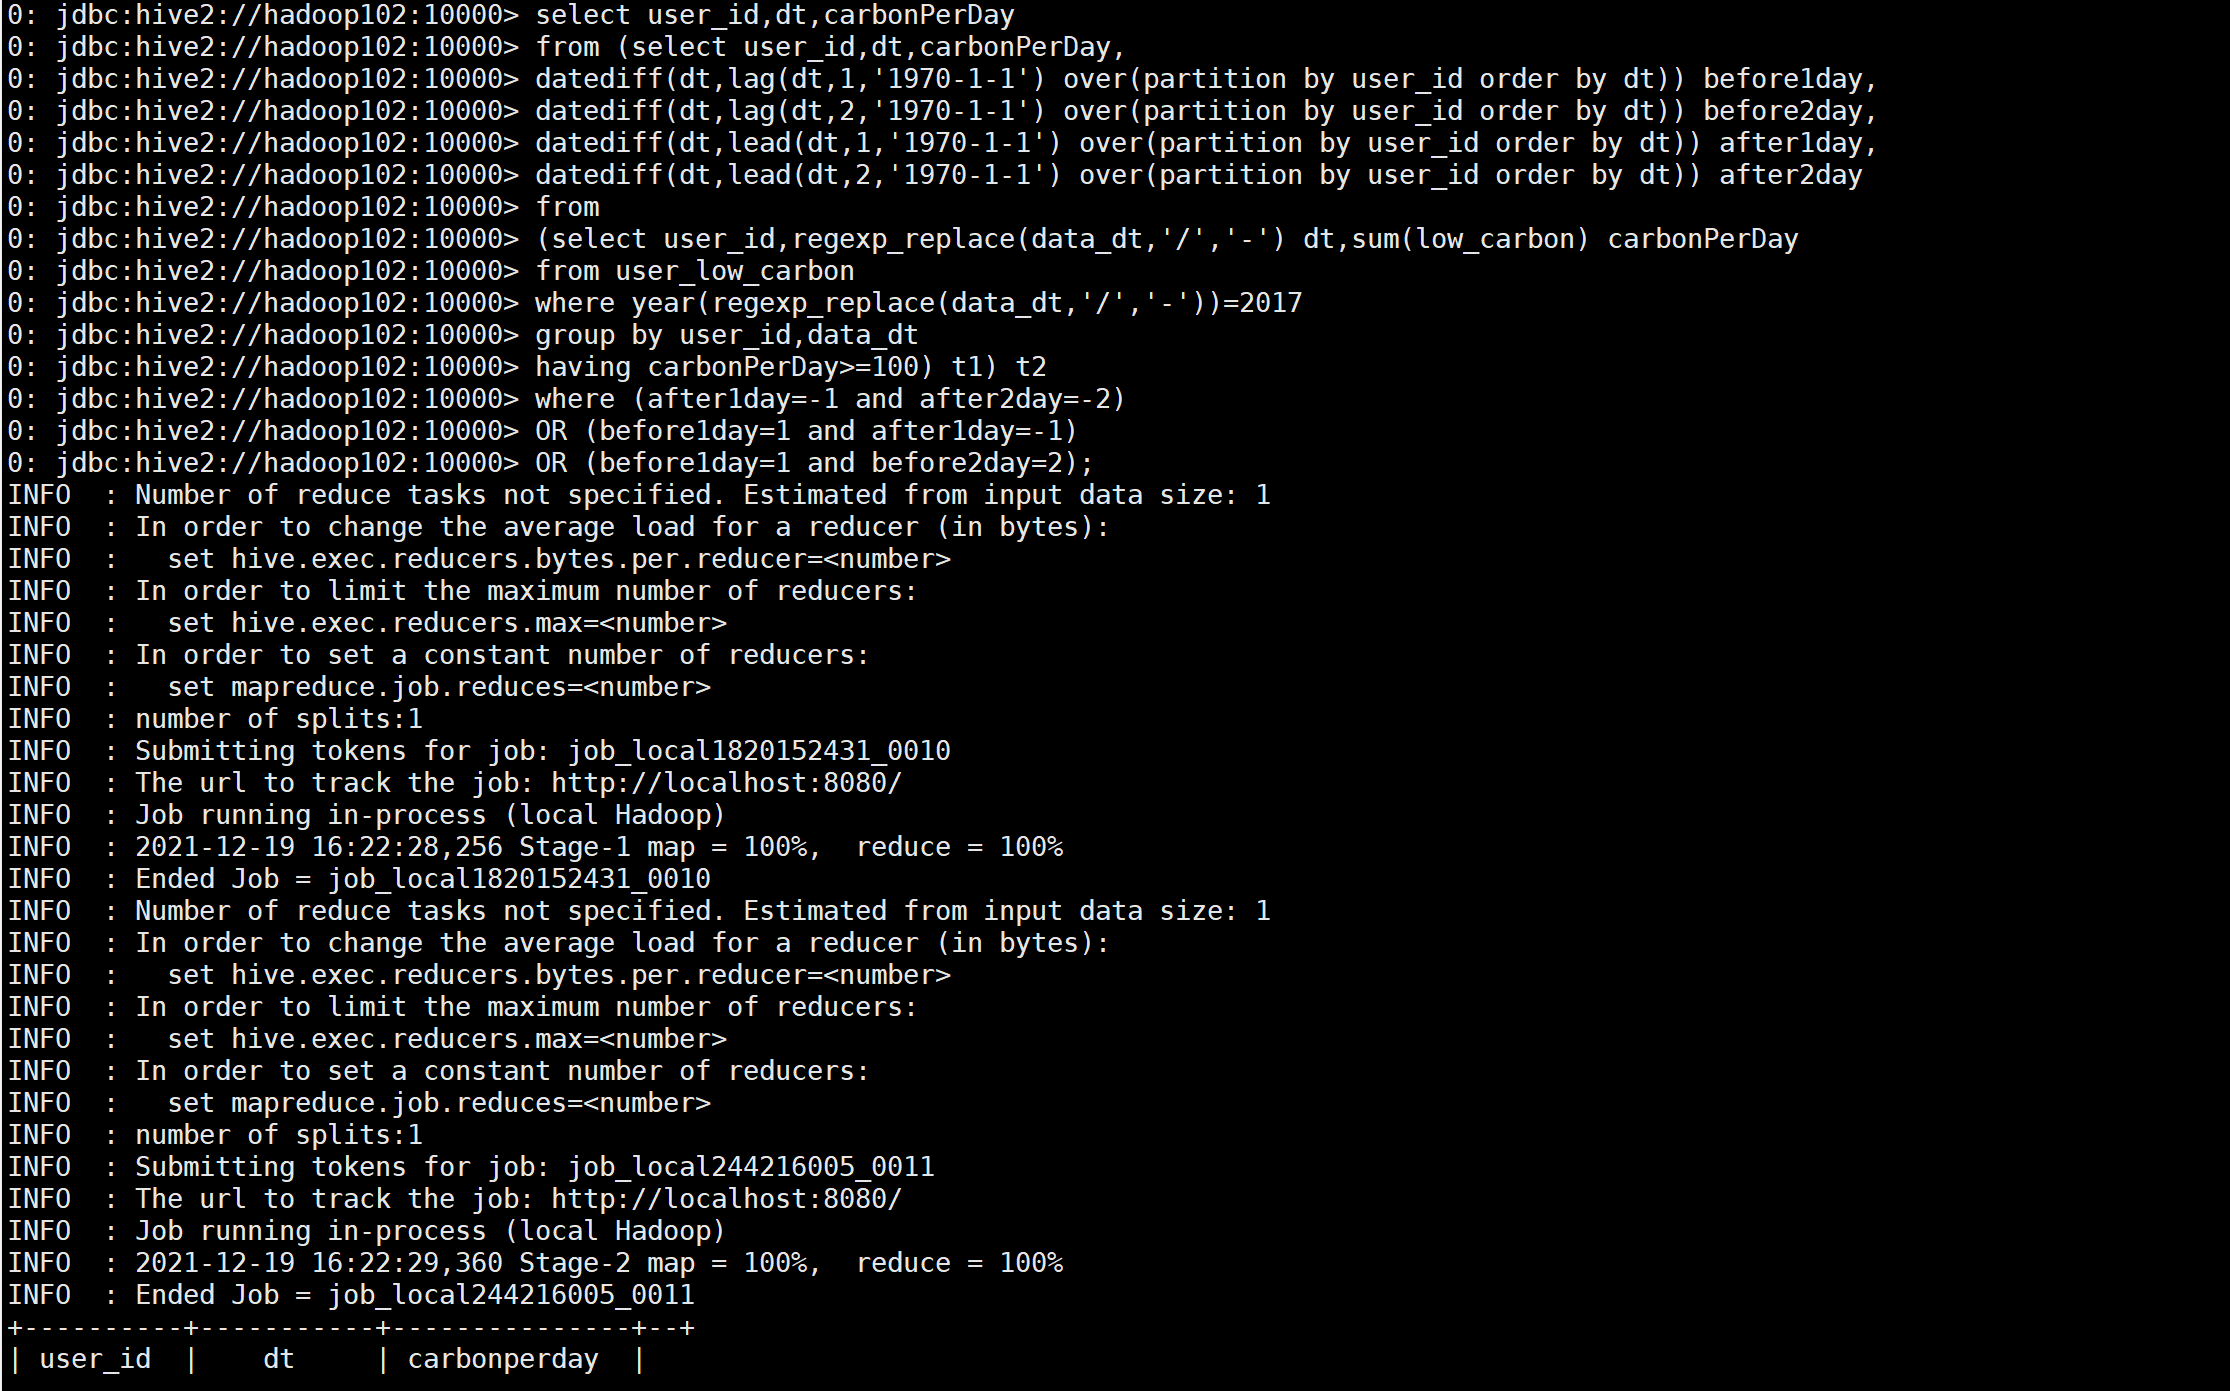 0: jdbc:hive2://hadoop102:10000> select user_id,dt,carbonPerDay
0: jdbc:hive2://hadoop102:10000> from (select user_id,dt,carbonPerDay,
0: jdbc:hive2://hadoop102:10000> datediff(dt,lag(dt,1,'1970-1-1') over(partition by user_id order by dt)) before1day,
0: jdbc:hive2://hadoop102:10000> datediff(dt,lag(dt,2,'1970-1-1') over(partition by user_id order by dt)) before2day,
0: jdbc:hive2://hadoop102:10000> datediff(dt,lead(dt,1,'1970-1-1') over(partition by user_id order by dt)) after1day,
0: jdbc:hive2://hadoop102:10000> datediff(dt,lead(dt,2,'1970-1-1') over(partition by user_id order by dt)) after2day
0: jdbc:hive2://hadoop102:10000> from
0: jdbc:hive2://hadoop102:10000> (select user_id,regexp_replace(data_dt,'/','-') dt,sum(low_carbon) carbonPerDay
0: jdbc:hive2://hadoop102:10000> from user_low_carbon
0: jdbc:hive2://hadoop102:10000> where year(regexp_replace(data_dt,'/','-'))=2017
0: jdbc:hive2://hadoop102:10000> group by user_id,data_dt
0: jdbc:hive2://hadoop102:10000> having carbonPerDay>=100) t1) t2
0: jdbc:hive2://hadoop102:10000> where (after1day=-1 and after2day=-2)
0: jdbc:hive2://hadoop102:10000> OR (before1day=1 and after1day=-1)
0: jdbc:hive2://hadoop102:10000> OR (before1day=1 and before2day=2);
INFO  : Number of reduce tasks not specified. Estimated from input data size: 1
INFO  : In order to change the average load for a reducer (in bytes):
INFO  :   set hive.exec.reducers.bytes.per.reducer=<number>
INFO  : In order to limit the maximum number of reducers:
INFO  :   set hive.exec.reducers.max=<number>
INFO  : In order to set a constant number of reducers:
INFO  :   set mapreduce.job.reduces=<number>
INFO  : number of splits:1
INFO  : Submitting tokens for job: job_local1820152431_0010
INFO  : The url to track the job: http://localhost:8080/
INFO  : Job running in-process (local Hadoop)
INFO  : 2021-12-19 16:22:28,256 Stage-1 map = 100%,  reduce = 100%
INFO  : Ended Job = job_local1820152431_0010
INFO  : Number of reduce tasks not specified. Estimated from input data size: 1
INFO  : In order to change the average load for a reducer (in bytes):
INFO  :   set hive.exec.reducers.bytes.per.reducer=<number>
INFO  : In order to limit the maximum number of reducers:
INFO  :   set hive.exec.reducers.max=<number>
INFO  : In order to set a constant number of reducers:
INFO  :   set mapreduce.job.reduces=<number>
INFO  : number of splits:1
INFO  : Submitting tokens for job: job_local244216005_0011
INFO  : The url to track the job: http://localhost:8080/
INFO  : Job running in-process (local Hadoop)
INFO  : 2021-12-19 16:22:29,360 Stage-2 map = 100%,  reduce = 100%
INFO  : Ended Job = job_local244216005_0011
+----------+-----------+---------------+--+
| user_id  |    dt     | carbonperday  |